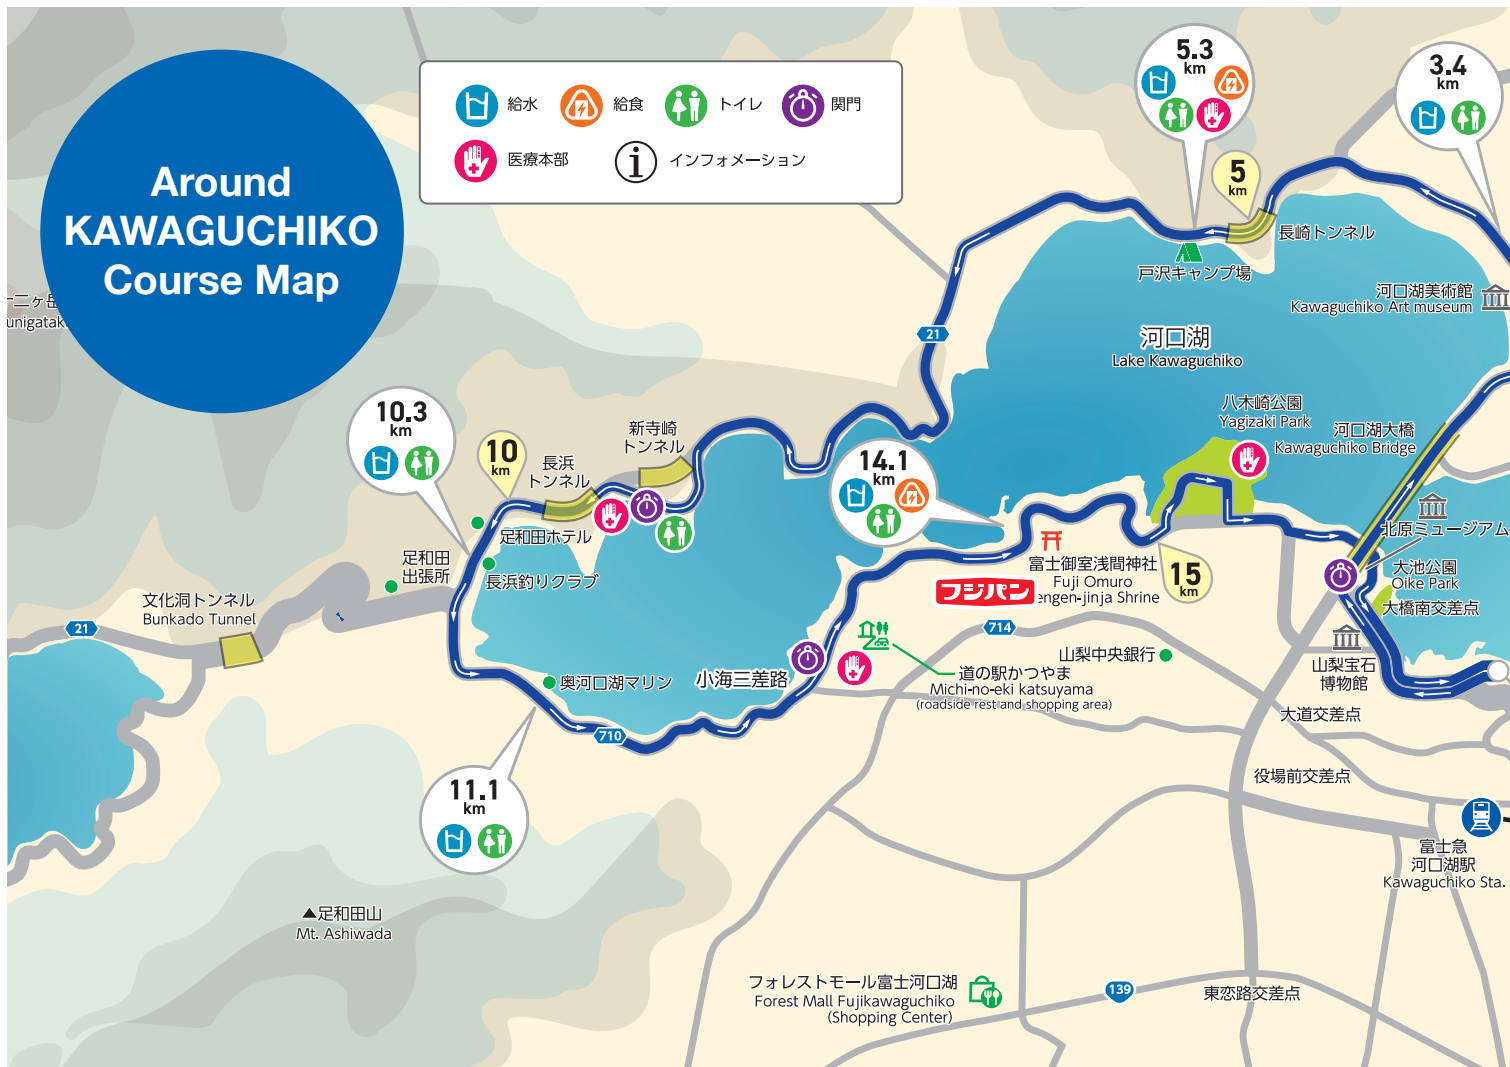 Around
KAWAGUCHIKO
Course Map
給水
給食
トイレ
関門
医療本部
インフォメーション
5.3
km
3.4
km
5
km
長崎トンネル
戸沢キャンプ場
河口湖美術館
Kawaguchiko Art museum
十二ヶ岳
unigatak
21
河口湖
Lake Kawaguchiko
八木崎公園
Yagizaki Park
河口湖大橋
Kawaguchiko Bridge
10.3
km
10
km
新寺崎
トンネル
長浜
トンネル
14.1
km
足和田ホテル
足和田
出張所
長浜釣りクラブ
北原ミュージアム
大池公園
Oike Park
大橋南交差点
富士御室浅間神社
Fuji Omuro
engen-jinja Shrine
フジパン
15
km
文化洞トンネル
Bunkado Tunnel
21
714
山梨中央銀行
山梨宝石
博物館
小海三差路
道の駅かつやま
Michi-no-eki katsuyama
(roadside rest and shopping area)
奥河口湖マリン
710
大道交差点
役場前交差点
11.1
km
富士急
河口湖駅
Kawaguchiko Sta.
足和田山
Mt. Ashiwada
フォレストモール富士河口湖
Forest Mall Fujikawaguchiko
(Shopping Center)
139
東恋路交差点